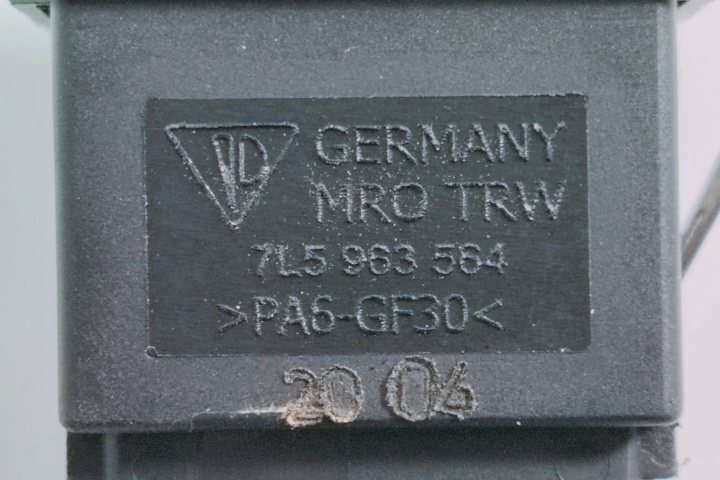 GERMANY
MRO TRW
7L5 963 564
>PA6-GF30<
20 04